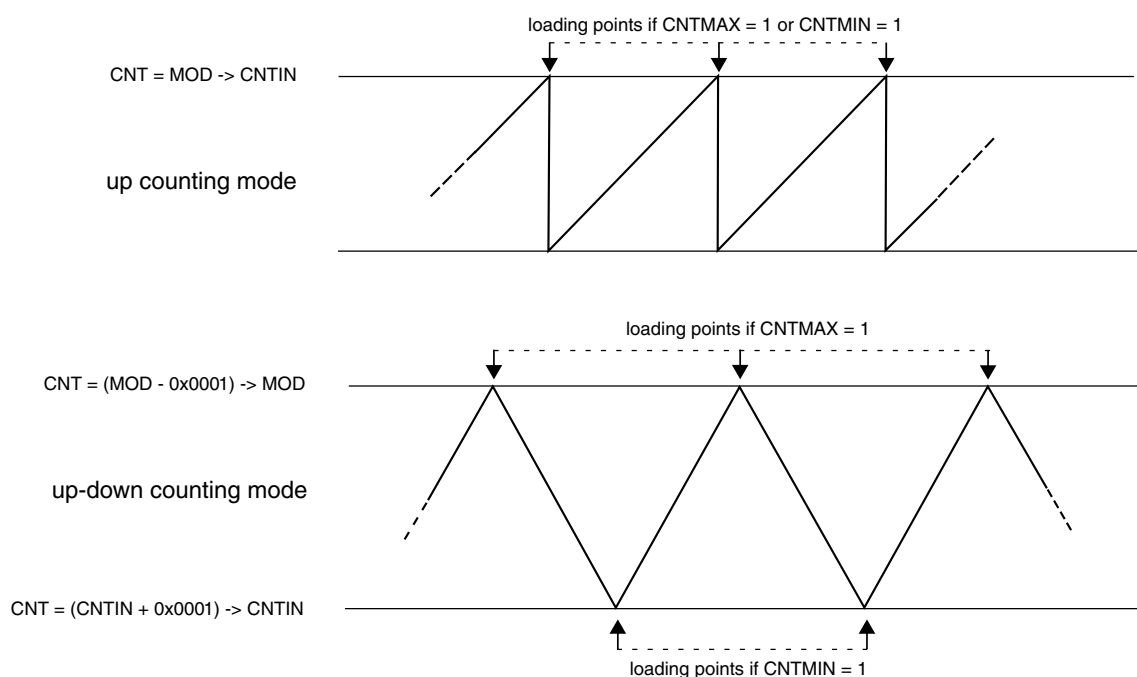 loading points if CNTMAX = 1 or CNTMIN = 1
CNT = MOD -> CNTIN
up counting mode
loading points if CNTMAX = 1
CNT = (MOD - 0x0001) -> MOD
up-down counting mode
CNT = (CNTIN + 0x0001) -> CNTIN
loading points if CNTMIN = 1